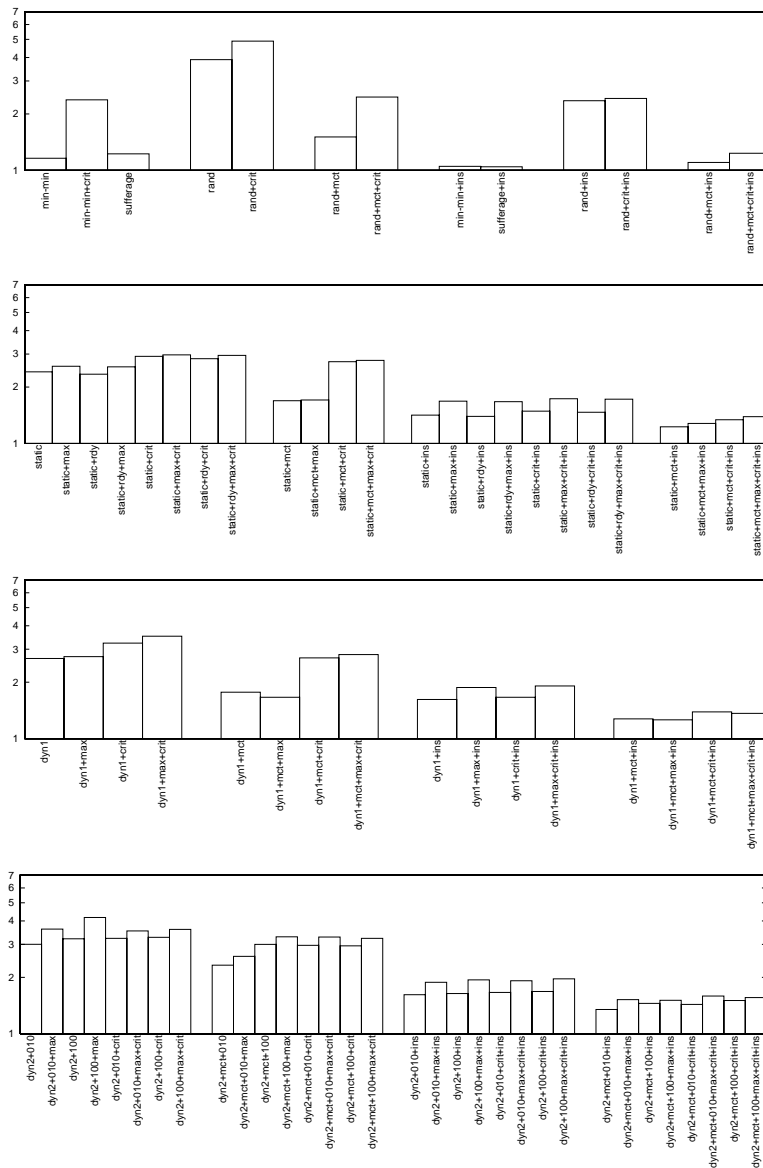 7
6
5
4
3
2
1
min-min
min-min+crit
sufferage
rand
rand+crit
rand+mct
rand+mct+crit
min-min+ins
sufferage+ins
rand+ins
rand+crit+ins
rand+mct+ins
rand+mct+crit+ins
7
6
5
4
3
2
1
static
static+max
static+rdy
static+rdy+max
static+crit
static+max+crit
static+rdy+crit
static+rdy+max+crit
static+mct
static+mct+max
static+mct+crit
static+mct+max+crit
static+ins
static+max+ins
static+rdy+ins
static+rdy+max+ins
static+crit+ins
static+max+crit+ins
static+rdy+crit+ins
static+rdy+max+crit+ins
static+mct+ins
static+mct+max+ins
static+mct+crit+ins
static+mct+max+crit+ins
7
6
5
4
3
2
1
dyn1
dyn1+max
dyn1+crit
dyn1+max+crit
dyn1+mct
dyn1+mct+max
dyn1+mct+crit
dyn1+mct+max+crit
dyn1+ins
dyn1+max+ins
dyn1+crit+ins
dyn1+max+crit+ins
dyn1+mct+ins
dyn1+mct+max+ins
dyn1+mct+crit+ins
dyn1+mct+max+crit+ins
7
6
5
4
3
2
1
dyn2+010
dyn2+010+max
dyn2+100
dyn2+100+max
dyn2+010+crit
dyn2+010+max+crit
dyn2+100+crit
dyn2+100+max+crit
dyn2+mct+010
dyn2+mct+010+max
dyn2+mct+100
dyn2+mct+100+max
dyn2+mct+010+crit
dyn2+mct+010+max+crit
dyn2+mct+100+crit
dyn2+mct+100+max+crit
dyn2+010+ins
dyn2+010+max+ins
dyn2+100+ins
dyn2+100+max+ins
dyn2+010+crit+ins
dyn2+010+max+crit+ins
dyn2+100+crit+ins
dyn2+100+max+crit+ins
dyn2+mct+010+ins
dyn2+mct+010+max+ins
dyn2+mct+100+ins
dyn2+mct+100+max+ins
dyn2+mct+010+crit+ins
dyn2+mct+010+max+crit+ins
dyn2+mct+100+crit+ins
dyn2+mct+100+max+crit+ins